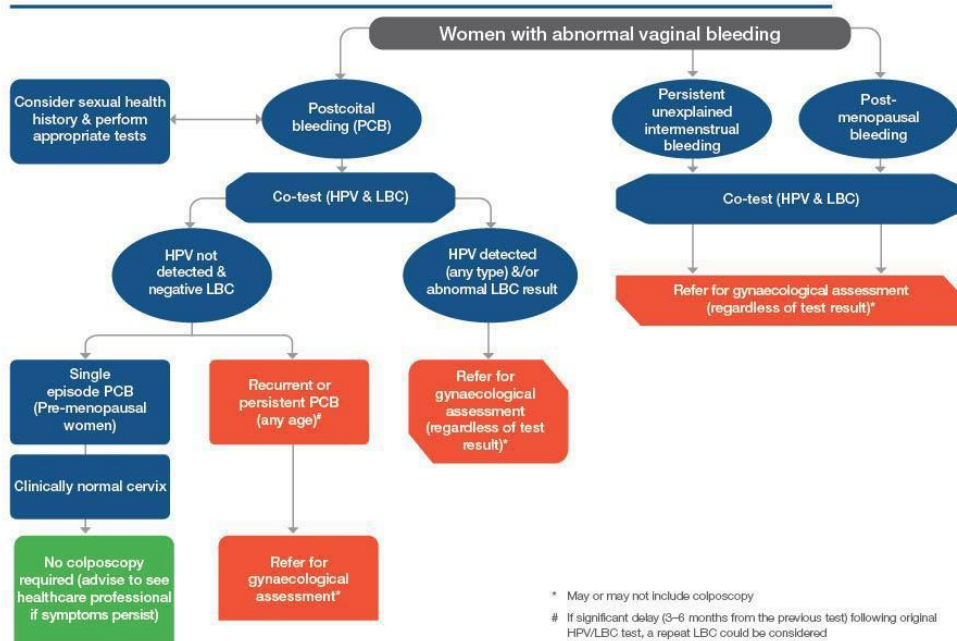 Women with abnormal vaginal bleeding
Consider sexual health
history & perform
appropriate tests
Postcoital
bleeding (PCB)
Persistent
unexplained
intermenstrual
bleeding
Post-
menopausal
bleeding
Co-test (HPV & LBC)
Co-test (HPV & LBC)
HPV not
detected &
negative LBC
HPV detected
(any type) &/or
abnormal LBC result
Refer for gynaecological assessment
(regardless of test result)*
Single
episode PCB
(Pre-menopausal
women)
Recurrent or
persistent PCB
(any age)#
Refer for
gynaecological
assessment
(regardless of test
result)*
Clinically normal cervix
No colposcopy
required (advise to see
healthcare professional
if symptoms persist)
Refer for
gynaecological
assessment*
* May or may not include colposcopy
# If significant delay (3–6 months from the previous test) following original
HPV/LBC test, a repeat LBC could be considered